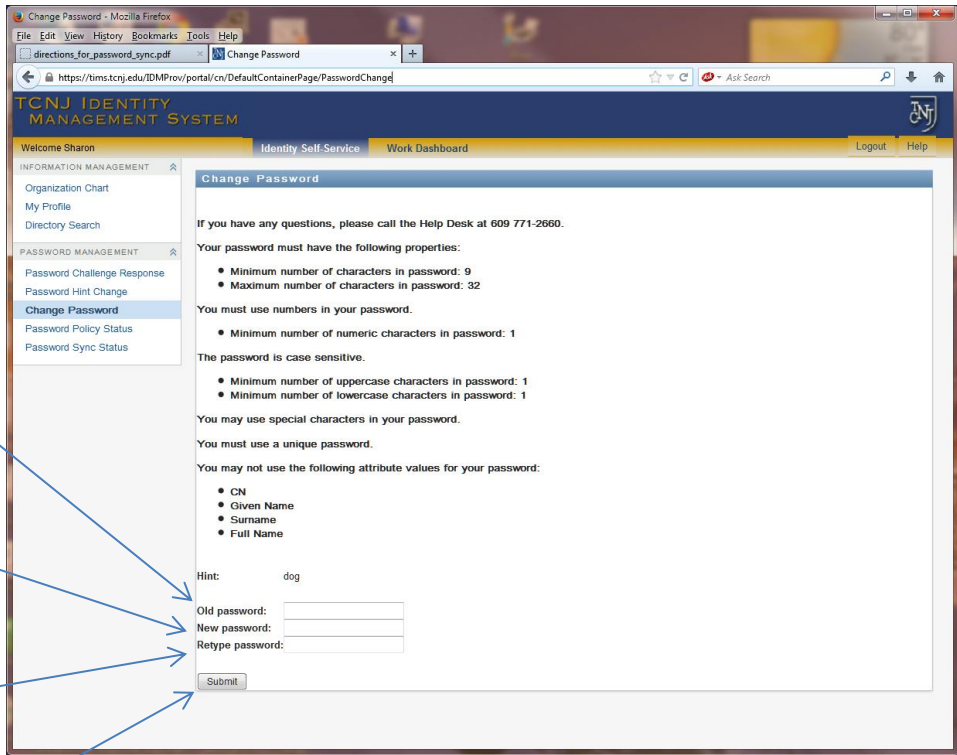 Change Password - Mozilla Firefox
File Edit View History Bookmarks Tools Help
directions_for_password_sync.pdf
Change Password
https://tims.tcnj.edu/IDMProv/portal/cn/DefaultContainerPage/PasswordChange
Ask Search
TCNJ IDENTITY
MANAGEMENT SYSTEM
Welcome Sharon
Identity Self-Service
Work Dashboard
Logout
Help
INFORMATION MANAGEMENT
Organization Chart
My Profile
Directory Search
PASSWORD MANAGEMENT
Password Challenge Response
Password Hint Change
Change Password
Password Policy Status
Password Sync Status
Change Password
If you have any questions, please call the Help Desk at 609 771-2660.
Your password must have the following properties:
• Minimum number of characters in password: 9
• Maximum number of characters in password: 32
You must use numbers in your password.
• Minimum number of numeric characters in password: 1
The password is case sensitive.
• Minimum number of uppercase characters in password: 1
• Minimum number of lowercase characters in password: 1
You may use special characters in your password.
You must use a unique password.
You may not use the following attribute values for your password:
• CN
• Given Name
• Surname
• Full Name
Hint: dog
Old password:
New password:
Retype password:
Submit